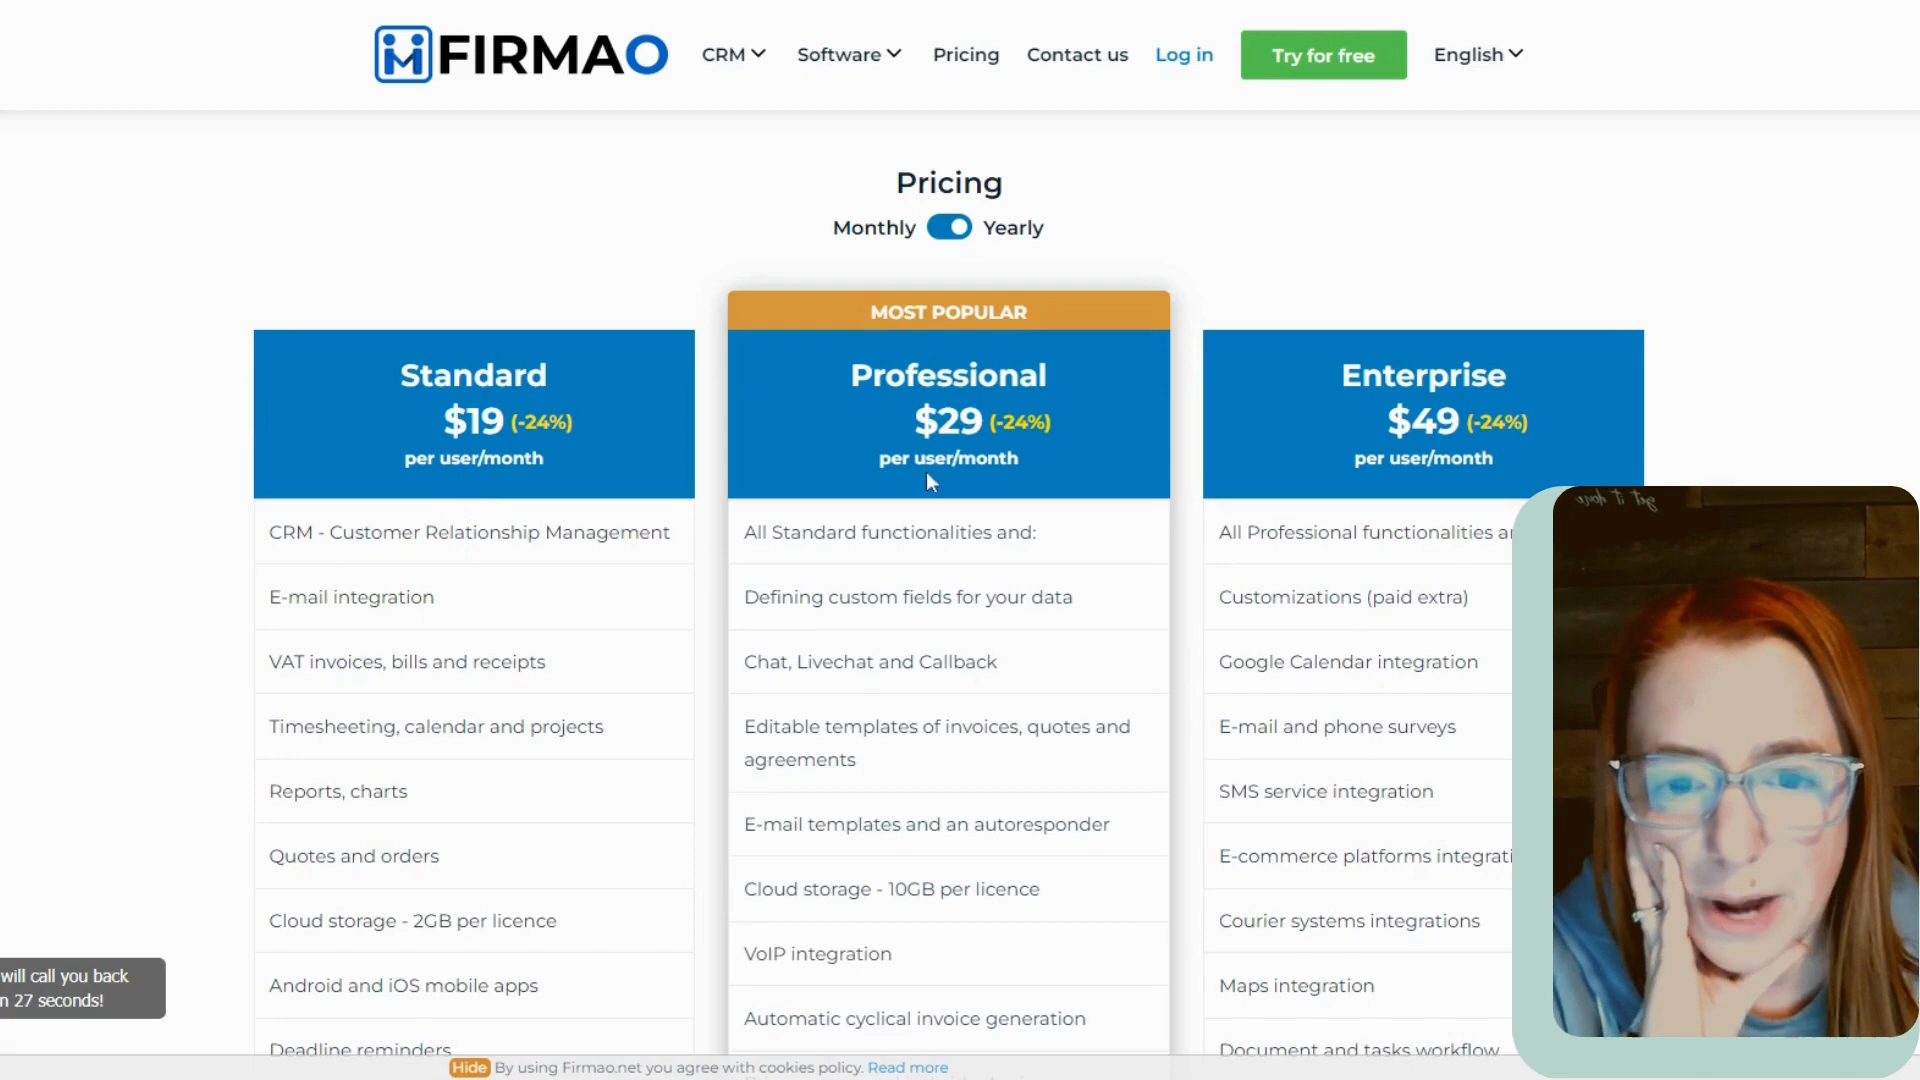 FIRMAO
CRM
Software
Pricing
Contact us
Log in
Try for free
English
Pricing
Monthly
Yearly
MOST POPULAR
Standard
$19 (-24%)
per user/month
CRM - Customer Relationship Management
E-mail integration
VAT invoices, bills and receipts
Timesheeting, calendar and projects
Reports, charts
Quotes and orders
Cloud storage - 2GB per licence
Android and iOS mobile apps
Deadline reminders
Professional
$29 (-24%)
per user/month
All Standard functionalities and:
Defining custom fields for your data
Chat, Livechat and Callback
Editable templates of invoices, quotes and
agreements
E-mail templates and an autoresponder
Cloud storage - 10GB per licence
VoIP integration
Automatic cyclical invoice generation
Enterprise
$49 (-24%)
per user/month
All Professional functionalities a
Customizations (paid extra)
Google Calendar integration
E-mail and phone surveys
SMS service integration
E-commerce platforms integrati
Courier systems integrations
Maps integration
Document and tasks workflow
get it done
will call you back
n 27 seconds!
Hide By using Firmao.net you agree with cookies policy. Read more